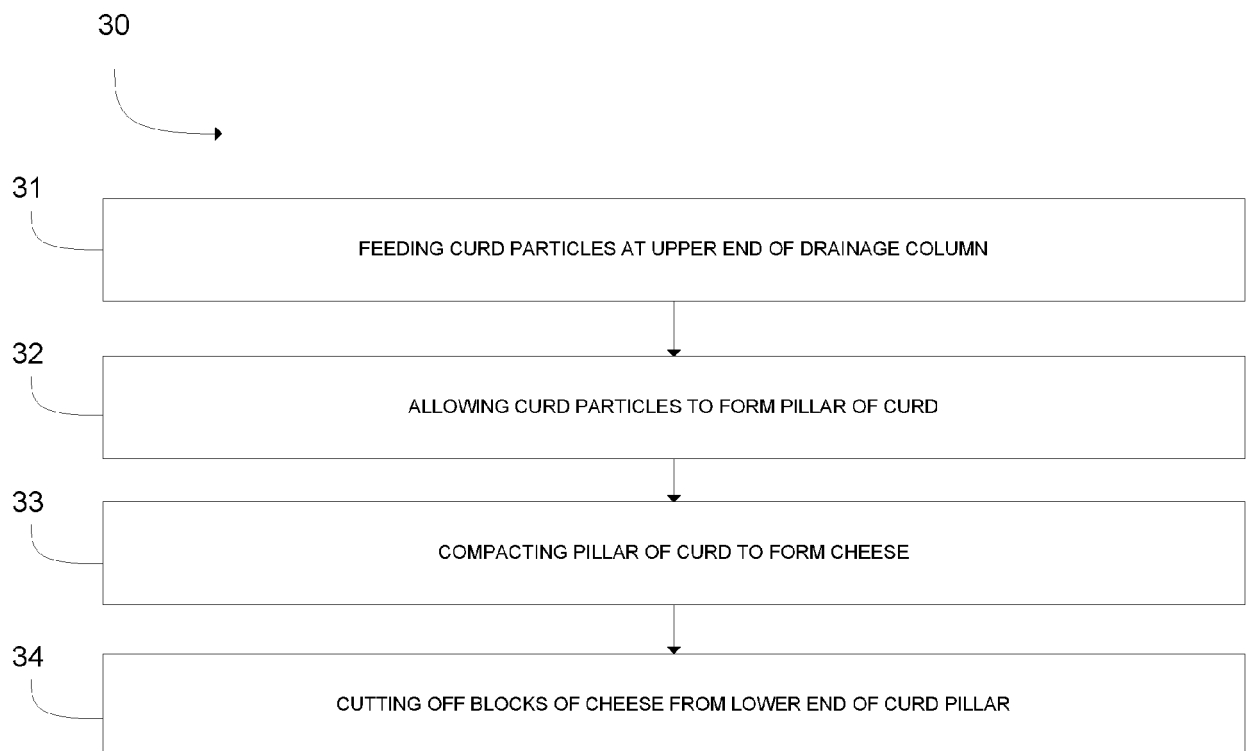 30
31
FEEDING CURD PARTICLES AT UPPER END OF DRAINAGE COLUMN
32
ALLOWING CURD PARTICLES TO FORM PILLAR OF CURD
33
COMPACTING PILLAR OF CURD TO FORM CHEESE
34
CUTTING OFF BLOCKS OF CHEESE FROM LOWER END OF CURD PILLAR